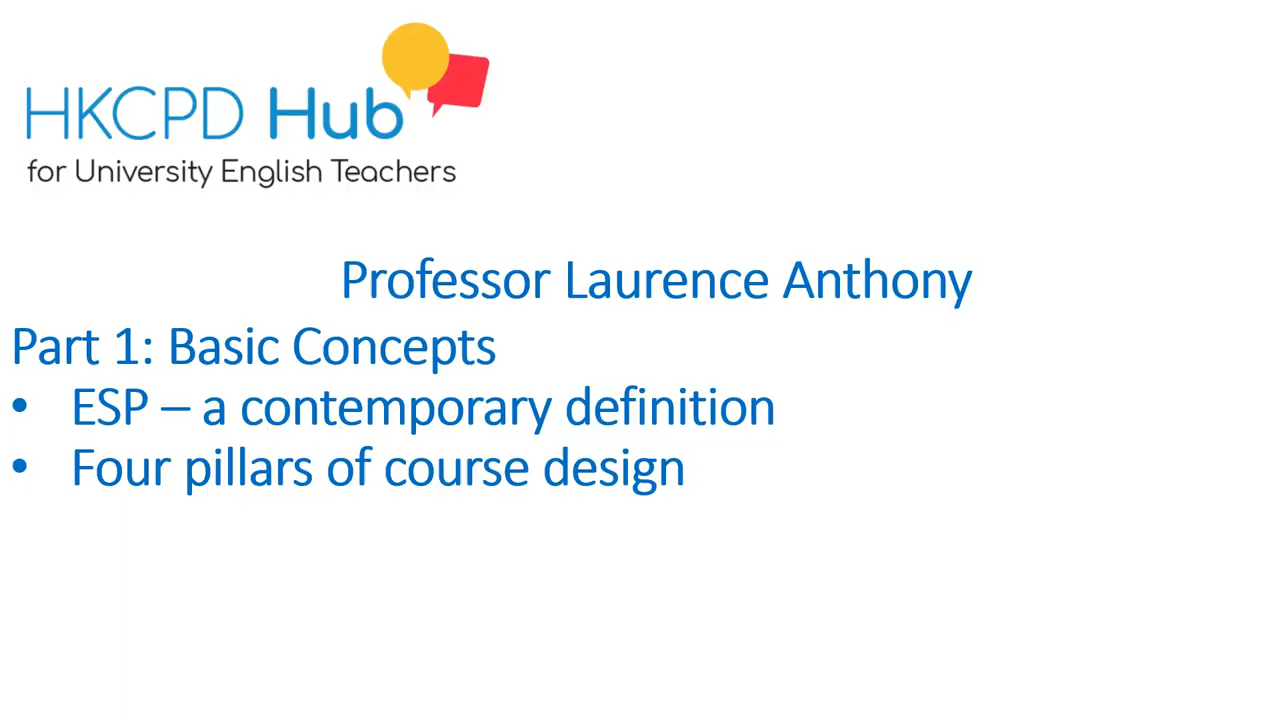 HKCPD Hub
for University English Teachers
Professor Laurence Anthony
Part 1: Basic Concepts
• ESP – a contemporary definition
• Four pillars of course design